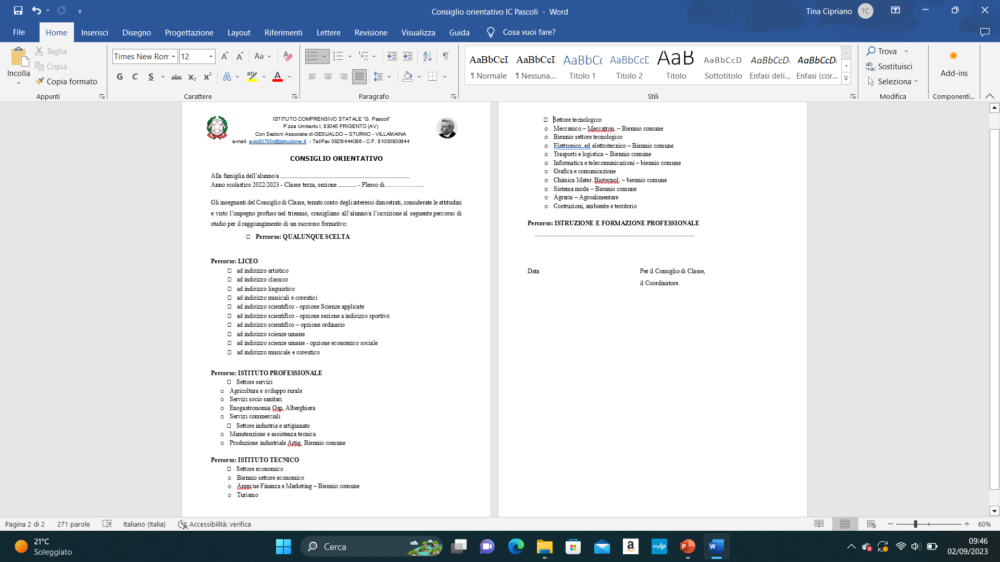 Consiglio orientativo IC Pascoli - Word
Tina Cipriano
TC
File
Home
Inserisci
Disegno
Progettazione
Layout
Riferimenti
Lettere
Revisione
Visualizza
Guida
Cosa vuoi fare?
Incolla
Taglia
Copia
Copia formato
Appunti
Times New Ron
12
Aa
G C S abc x₂ x²
Carattere
Paragrafo
AaBbCcI
¶ Normale
AaBbCcI
¶ Nessuna...
AaBbC(
Titolo 1
AaBbCcD
Titolo 2
AaB
Titolo
AaBbCcD
Sottotitolo
AaBbCcD
Enfasi deli...
AaBbCcD
Enfasi (cor...
Stili
Trova
Sostituisci
Seleziona
Modifica
Add-ins
Componenti...
ISTITUTO COMPRENSIVO STATALE “G. Pascoli”
P.zza Umberto I, 83040 FRIGENTO (AV)
Con Sezioni Associate di GESUALDO – STURNO - VILLAMAINA
e-mail: avic83700r@istruzione.it - Tel/Fax 0825/444086 - C.F. 81000930644
CONSIGLIO ORIENTATIVO
Alla famiglia dell’alunno/a ...................................................................................
Anno scolastico 2022/2023 - Classe terza, sezione ............ - Plesso di……………….
Gli insegnanti del Consiglio di Classe, tenuto conto degli interessi dimostrati, considerate le attitudini
e visto l’impegno profuso nel triennio, consigliano all’alunno/a l’iscrizione al seguente percorso di
studio per il raggiungimento di un successo formativo:
□ Percorso: QUALUNQUE SCELTA
Percorso: LICEO
□ ad indirizzo artistico
□ ad indirizzo classico
□ ad indirizzo linguistico
□ ad indirizzo musicali e coreutici
□ ad indirizzo scientifico - opzione Scienze applicate
□ ad indirizzo scientifico - opzione sezione a indirizzo sportivo
□ ad indirizzo scientifico – opzione ordinario
□ ad indirizzo scienze umane
□ ad indirizzo scienze umane - opzione economico sociale
□ ad indirizzo musicale e coreutico
Percorso: ISTITUTO PROFESSIONALE
□ Settore servizi
o Agricoltura e sviluppo rurale
o Servizi socio sanitari
o Enogastronomia Osp. Alberghiera
o Servizi commerciali
□ Settore industria e artigianato
o Manutenzione e assistenza tecnica
o Produzione industriale Artig. Biennio comune
Percorso: ISTITUTO TECNICO
□ Settore economico
o Biennio settore economico
o Amm/ne Finanza e Marketing – Biennio comune
o Turismo
□ Settore tecnologico
o Meccanico – Meccatron. – Biennio comune
o Biennio settore tecnologico
o Elettronico ed elettrotecnico – Biennio comune
o Trasporti e logistica – Biennio comune
o Informatica e telecomunicazioni – biennio comune
o Grafica e comunicazione
o Chimica Mater. Biotecnol. – biennio comune
o Sistema moda – Biennio comune
o Agraria – Agroalimentare
o Costruzioni, ambiente e territorio
Percorso: ISTRUZIONE E FORMAZIONE PROFESSIONALE
......................................................................................................
Data Per il Consiglio di Classe,
il Coordinatore.
Pagina 2 di 2
271 parole
Italiano (Italia)
Accessibilità: verifica
60%
21°C
Soleggiato
Cerca
09:46
02/09/2023